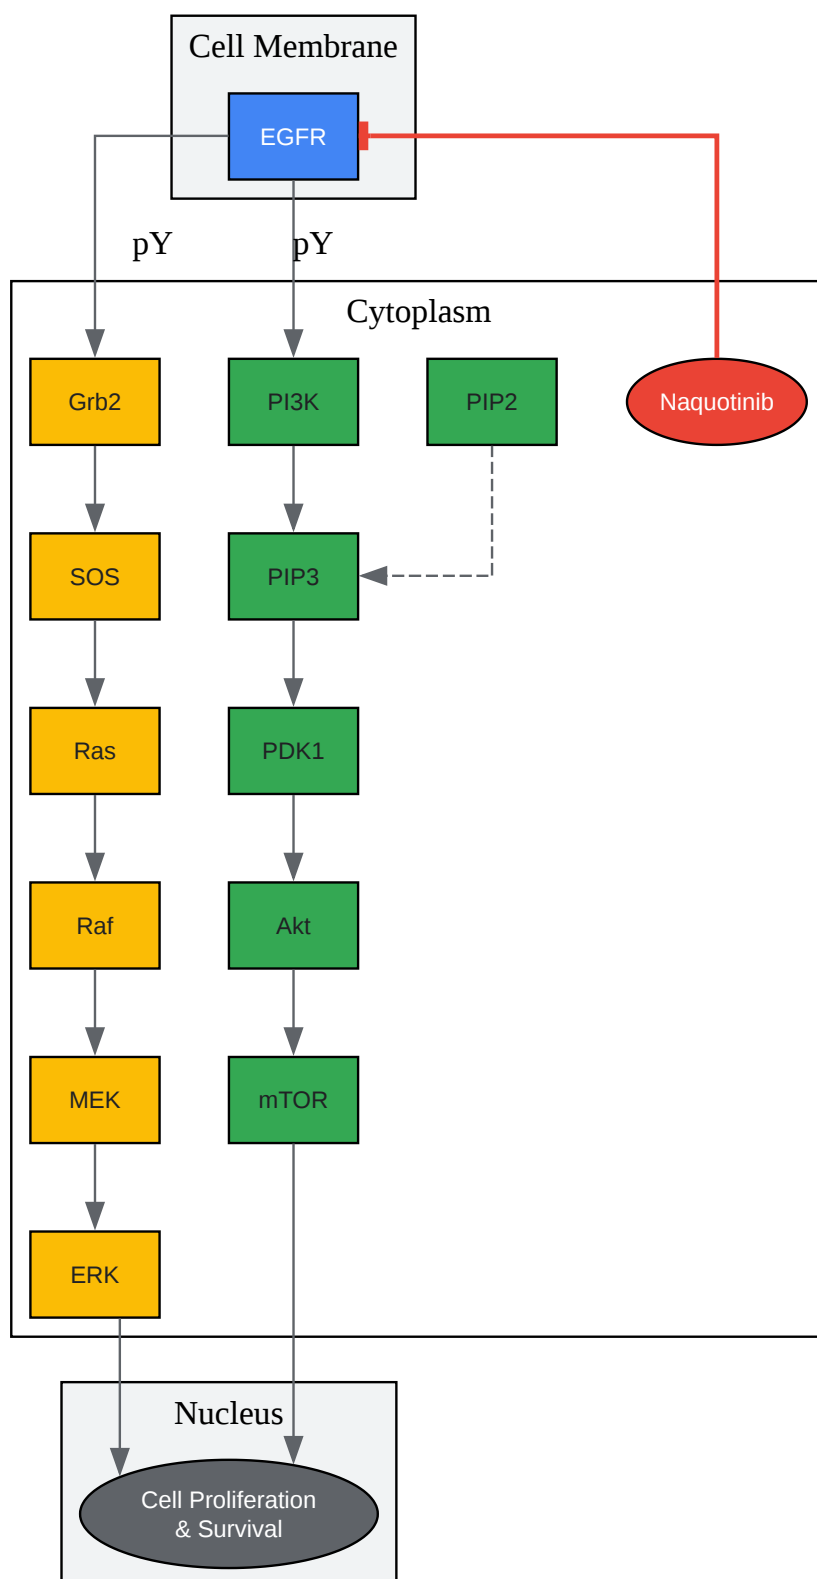 Cell Membrane
EGFR
pY
pY
Cytoplasm
Grb2
PI3K
PIP2
Naquotinib
SOS
PIP3
Ras
PDK1
Raf
Akt
MEK
mTOR
ERK
Nucleus
Cell Proliferation
& Survival